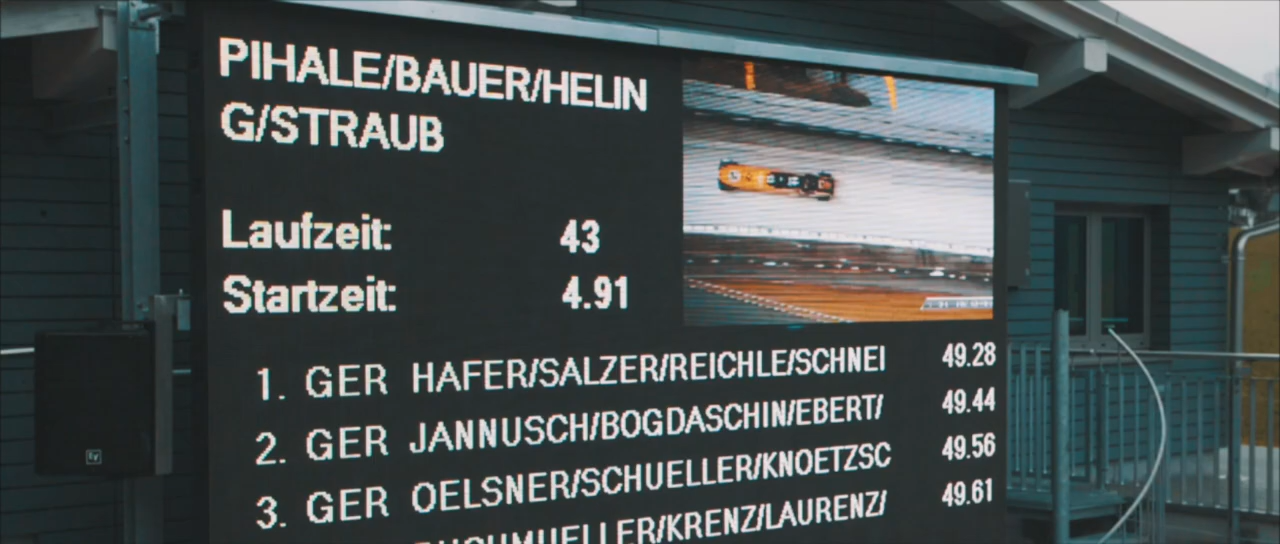 PIHALE/BAUER/HELIN
G/STRAUB
Laufzeit: 43
Startzeit: 4.91
1. GER HAFER/SALZER/REICHLE/SCHNEI 49.28
2. GER JANNUSCH/BOGDASCHIN/EBERT/ 49.44
3. GER OELSNER/SCHUELLER/KNOETZSC 49.56
/KRENZ/LAURENZ/ 49.61